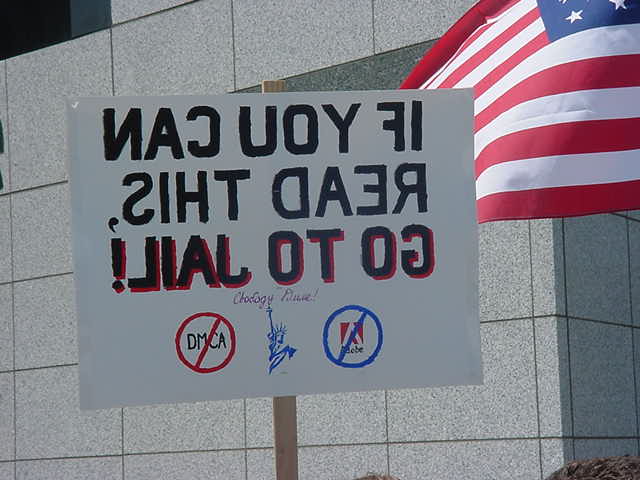 IF YOU CAN
READ THIS,
GO TO JAIL!
Свободу Диме!
DMCA
Adobe